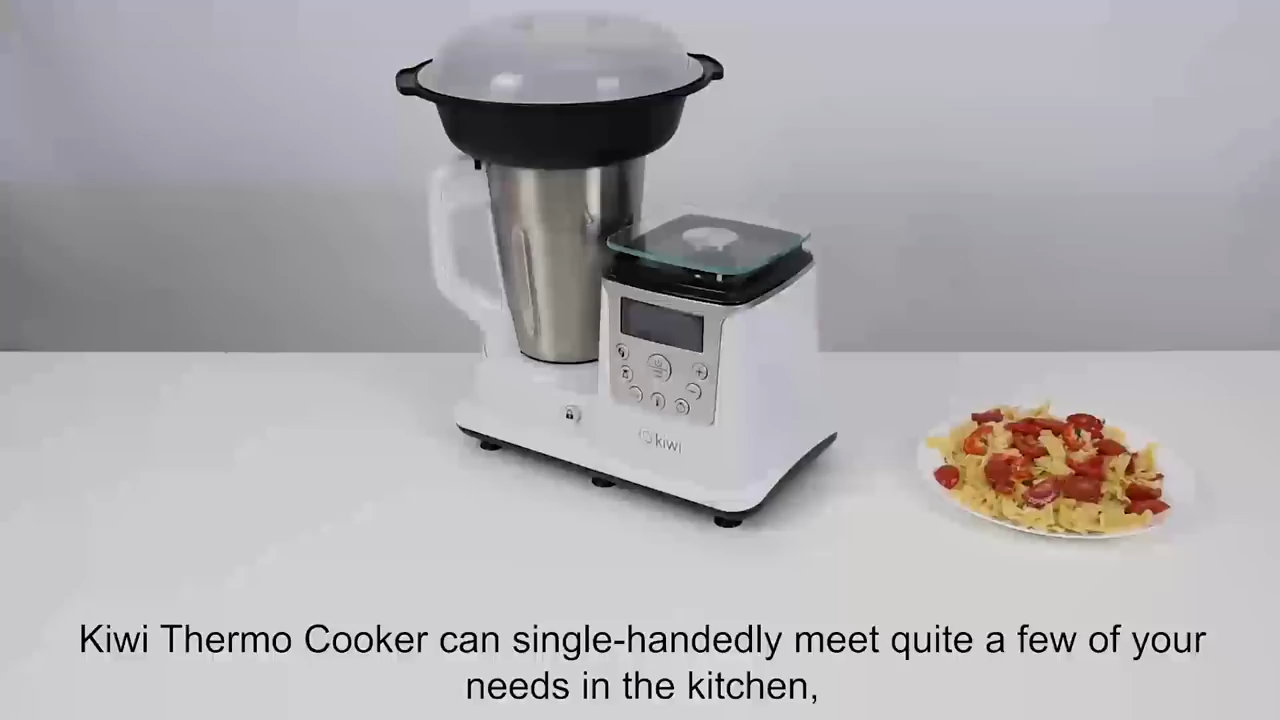 kiwi
Kiwi Thermo Cooker can single-handedly meet quite a few of your
needs in the kitchen,